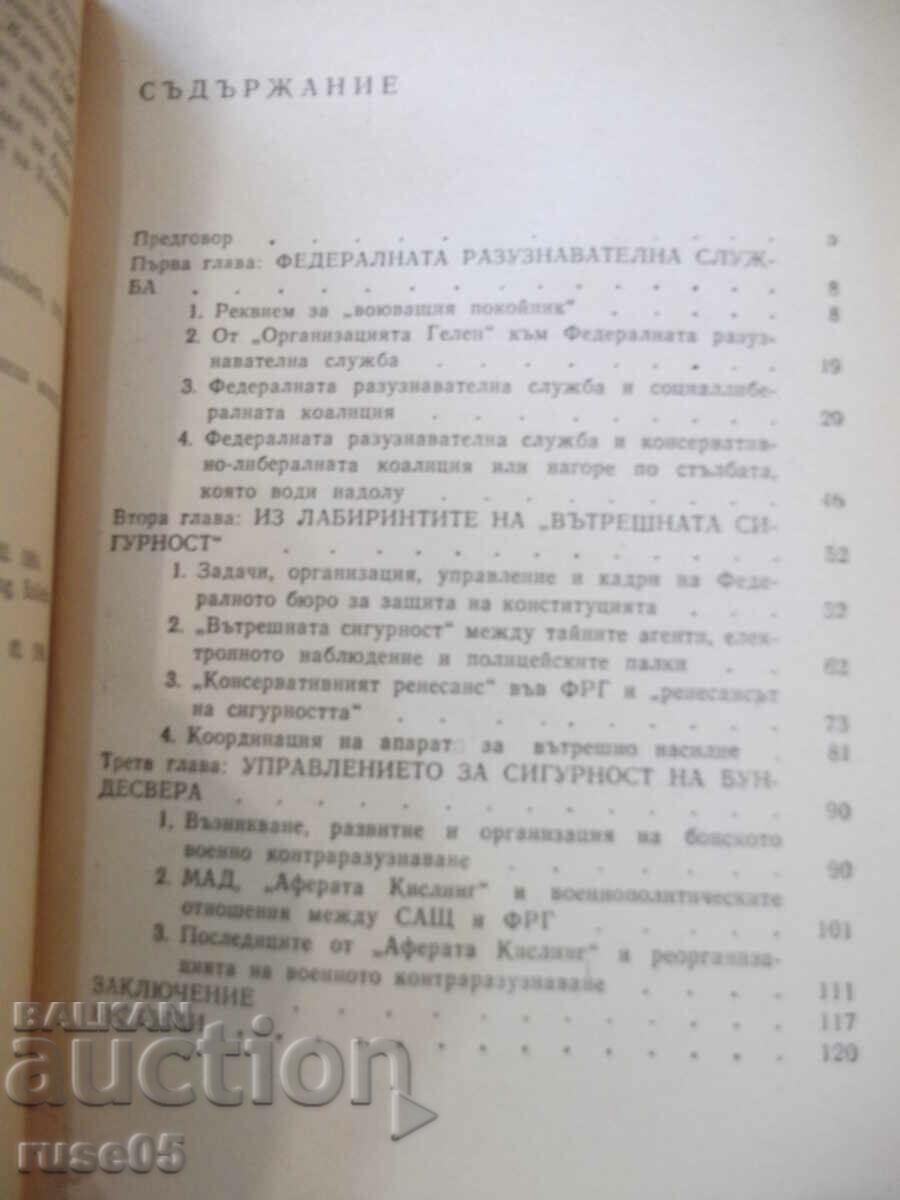 СЪДЪРЖАНИЕ
Предговор . . . . . . . . . . . 5
Първа глава: ФЕДЕРАЛНАТА РАЗУЗНАВАТЕЛНА СЛУЖ-
БА . . . . . . . . . . . . . 8
1. Реквием за „воюващия покойник“ . . . . . 8
2. От „Организацията Гелен“ към Федералната разуз-
навателна служба . . . . . . . . 19
3. Федералната разузнавателна служба и социаллибе-
ралната коалиция . . . . . . . . 29
4. Федералната разузнавателна служба и консерватив-
но-либералната коалиция или нагоре по стълбата,
която води надолу . . . . . . . . 46
Втора глава: ИЗ ЛАБИРИНТИТЕ НА „ВЪТРЕШНАТА СИ-
ГУРНОСТ“ . . . . . . . . . . . 52
1. Задачи, организация, управление и кадри на Феде-
ралното бюро за защита на конституцията . . . 52
2. „Вътрешната сигурност“ между тайните агенти, елек-
тронното наблюдение и полицейските палки . . 62
3. „Консервативният ренесанс“ във ФРГ и „ренесансът
на сигурността“ . . . . . . . . . 73
4. Координация на апарат за вътрешно насилие . 81
Трета глава: УПРАВЛЕНИЕТО ЗА СИГУРНОСТ НА БУН-
ДЕСВЕРА . . . . . . . . . . . . 90
1. Възникване, развитие и организация на бонското
военно контраразузнаване . . . . . . . 90
2. МАД, „Аферата Кислинг“ и военнополитическите
отношения между САЩ и ФРГ . . . . . 101
3. Последиците от „Аферата Кислинг“ и реорганиза-
цията на военното контраразузнаване . . . . 111
ЗАКЛЮЧЕНИЕ . . . . . . . . . . . 117
. . . . . . . . . . . . 120
BALKAN
auction
ruse05